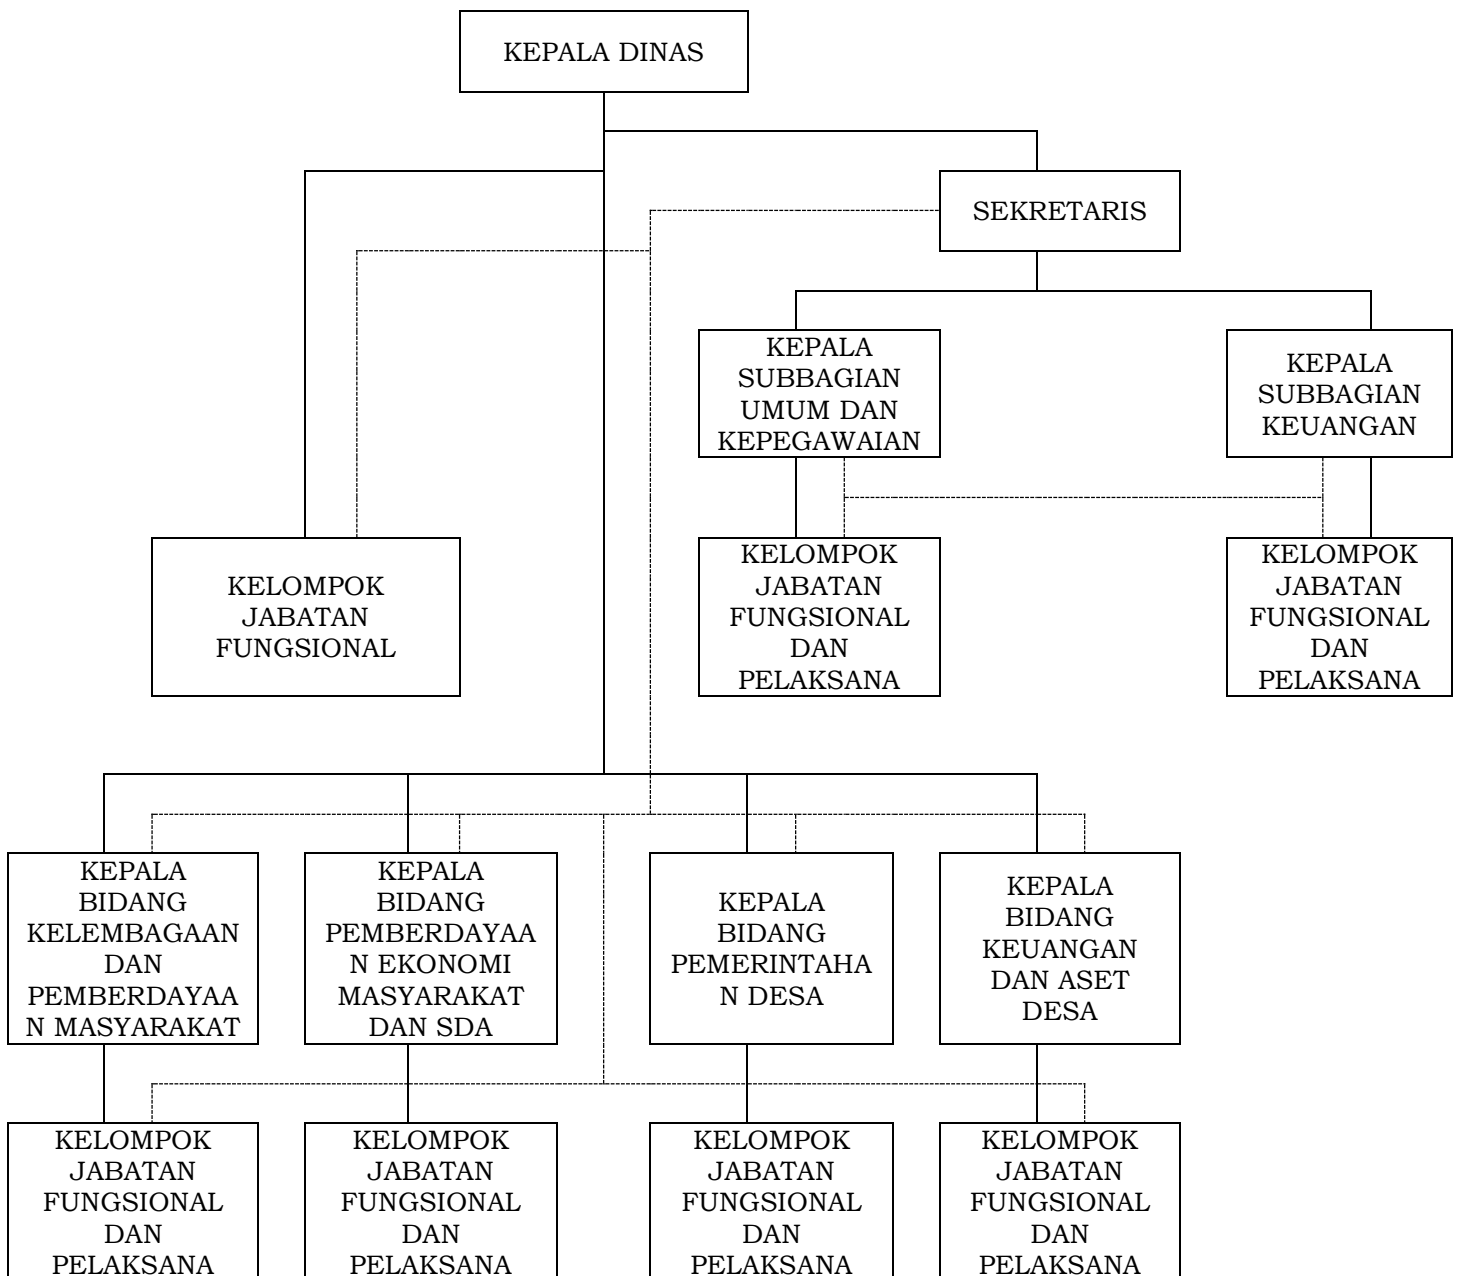 KEPALA DINAS
SEKRETARIS
KEPALA
SUBBAGIAN
UMUM DAN
KEPEGAWAIAN
KEPALA
SUBBAGIAN
KEUANGAN
KELOMPOK
JABATAN
FUNGSIONAL
KELOMPOK
JABATAN
FUNGSIONAL
DAN
PELAKSANA
KELOMPOK
JABATAN
FUNGSIONAL
DAN
PELAKSANA
KEPALA
BIDANG
KELEMBAGAAN
DAN
PEMBERDAYAA
N MASYARAKAT
KEPALA
BIDANG
PEMBERDAYAA
N EKONOMI
MASYARAKAT
DAN SDA
KEPALA
BIDANG
PEMERINTAHA
N DESA
KEPALA
BIDANG
KEUANGAN
DAN ASET
DESA
KELOMPOK
JABATAN
FUNGSIONAL
DAN
PELAKSANA
KELOMPOK
JABATAN
FUNGSIONAL
DAN
PELAKSANA
KELOMPOK
JABATAN
FUNGSIONAL
DAN
PELAKSANA
KELOMPOK
JABATAN
FUNGSIONAL
DAN
PELAKSANA